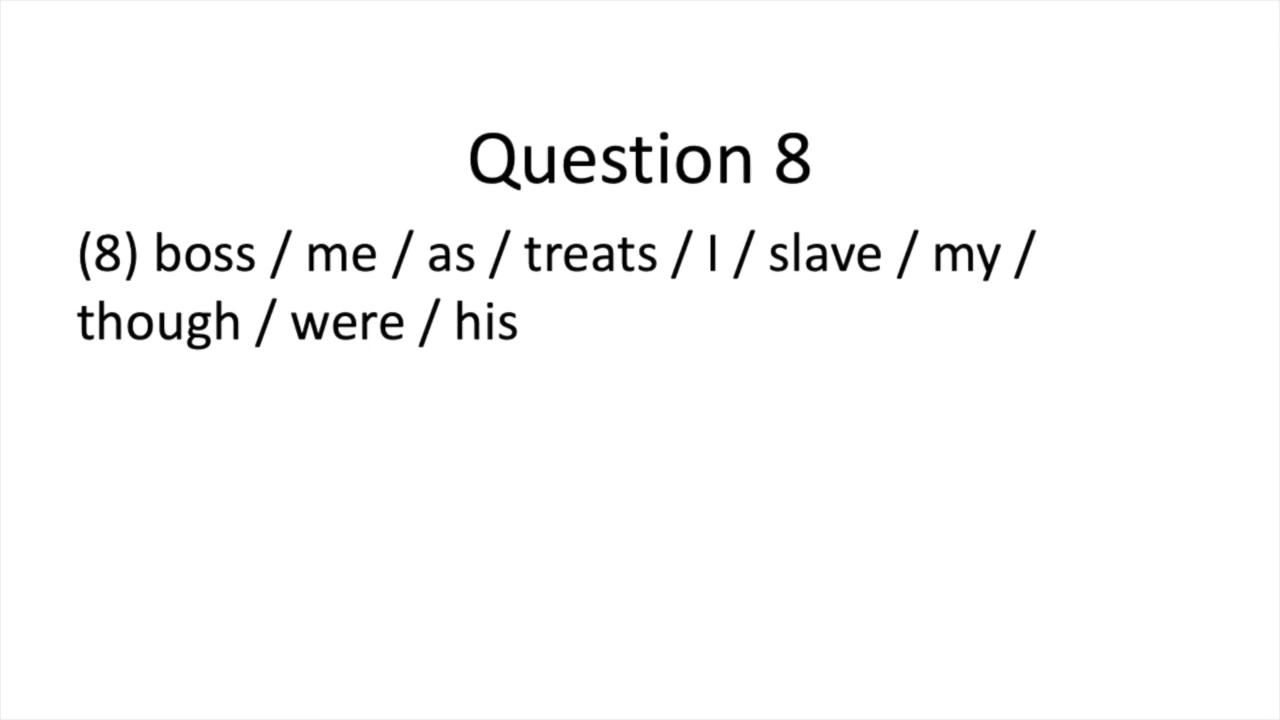 Question 8
(8) boss / me / as / treats / I / slave / my /
though / were / his